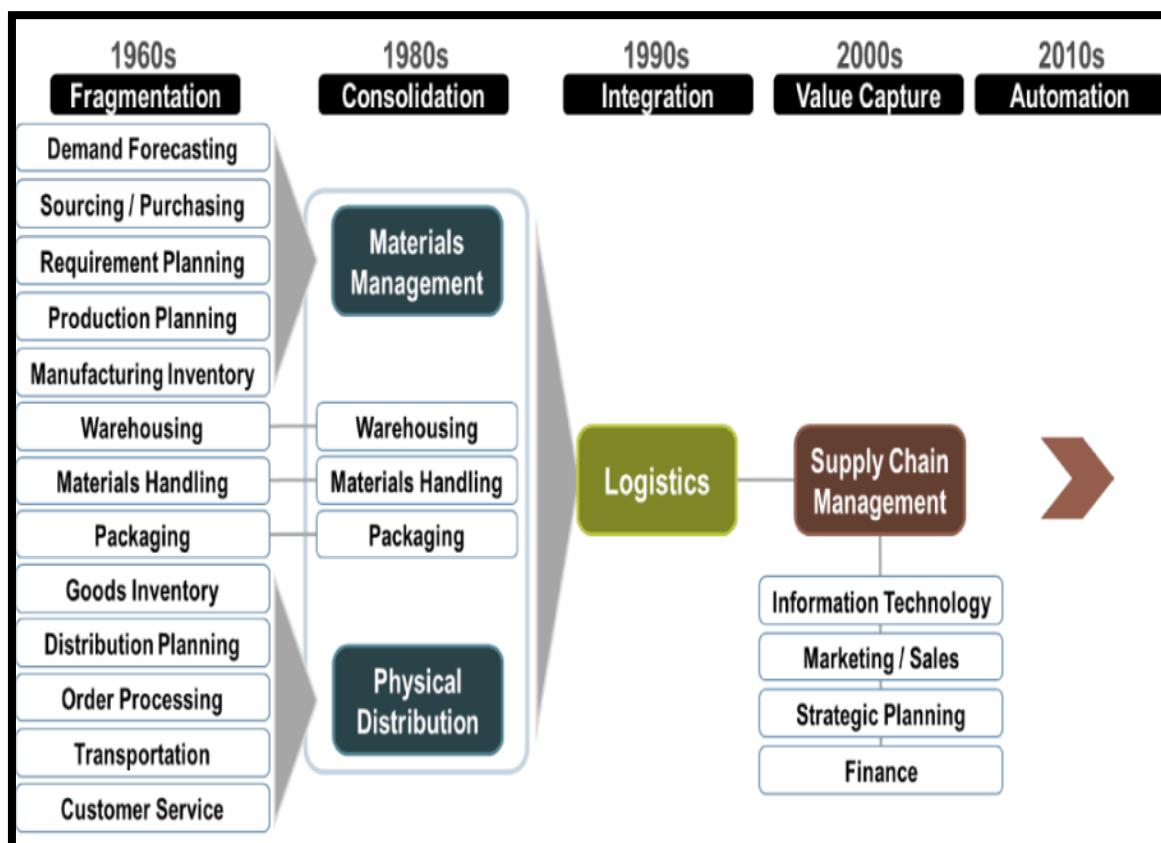 1960s
Fragmentation
Demand Forecasting
Sourcing / Purchasing
Requirement Planning
Production Planning
Manufacturing Inventory
Warehousing
Materials Handling
Packaging
Goods Inventory
Distribution Planning
Order Processing
Transportation
Customer Service
1980s
Consolidation
Materials
Management
Warehousing
Materials Handling
Packaging
Physical
Distribution
1990s
Integration
Logistics
2000s
Value Capture
Supply Chain
Management
Information Technology
Marketing / Sales
Strategic Planning
Finance
2010s
Automation